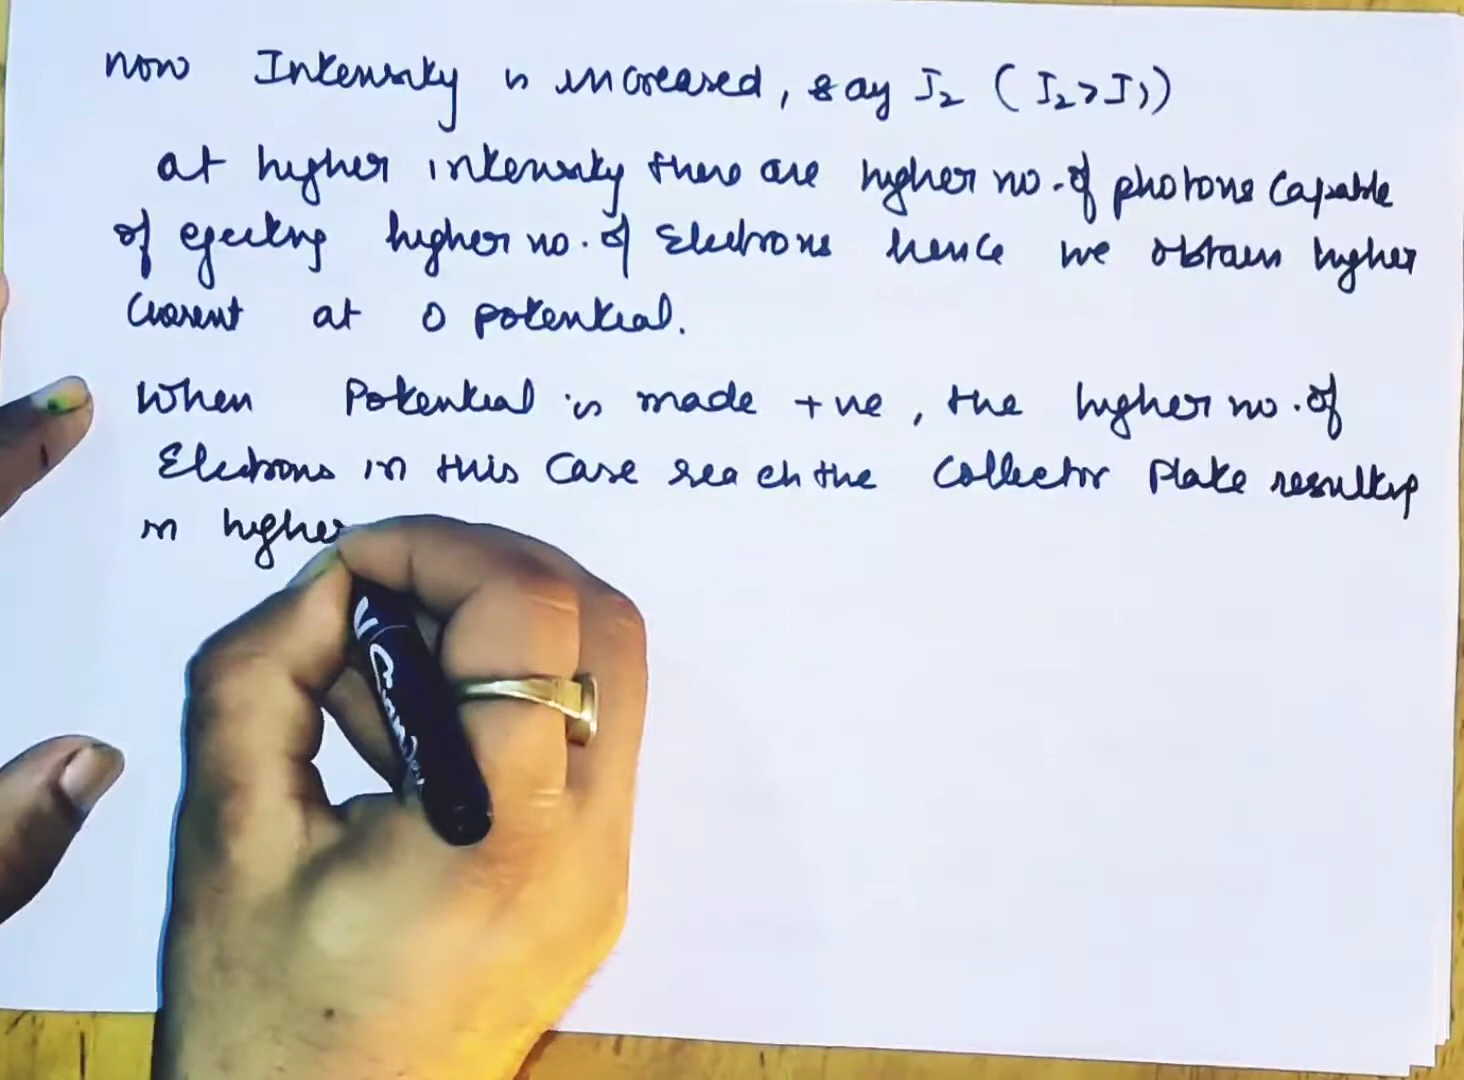 now Intensity is increased, say I2 (I2>I1)
at higher intensity there are higher no. of photons capable
of ejecting higher no. of Electrons hence we obtain higher
Current at 0 potential.
When Potential is made +ve, the higher no. of
Electrons in this Case reach the Collector Plate resulting
in higher